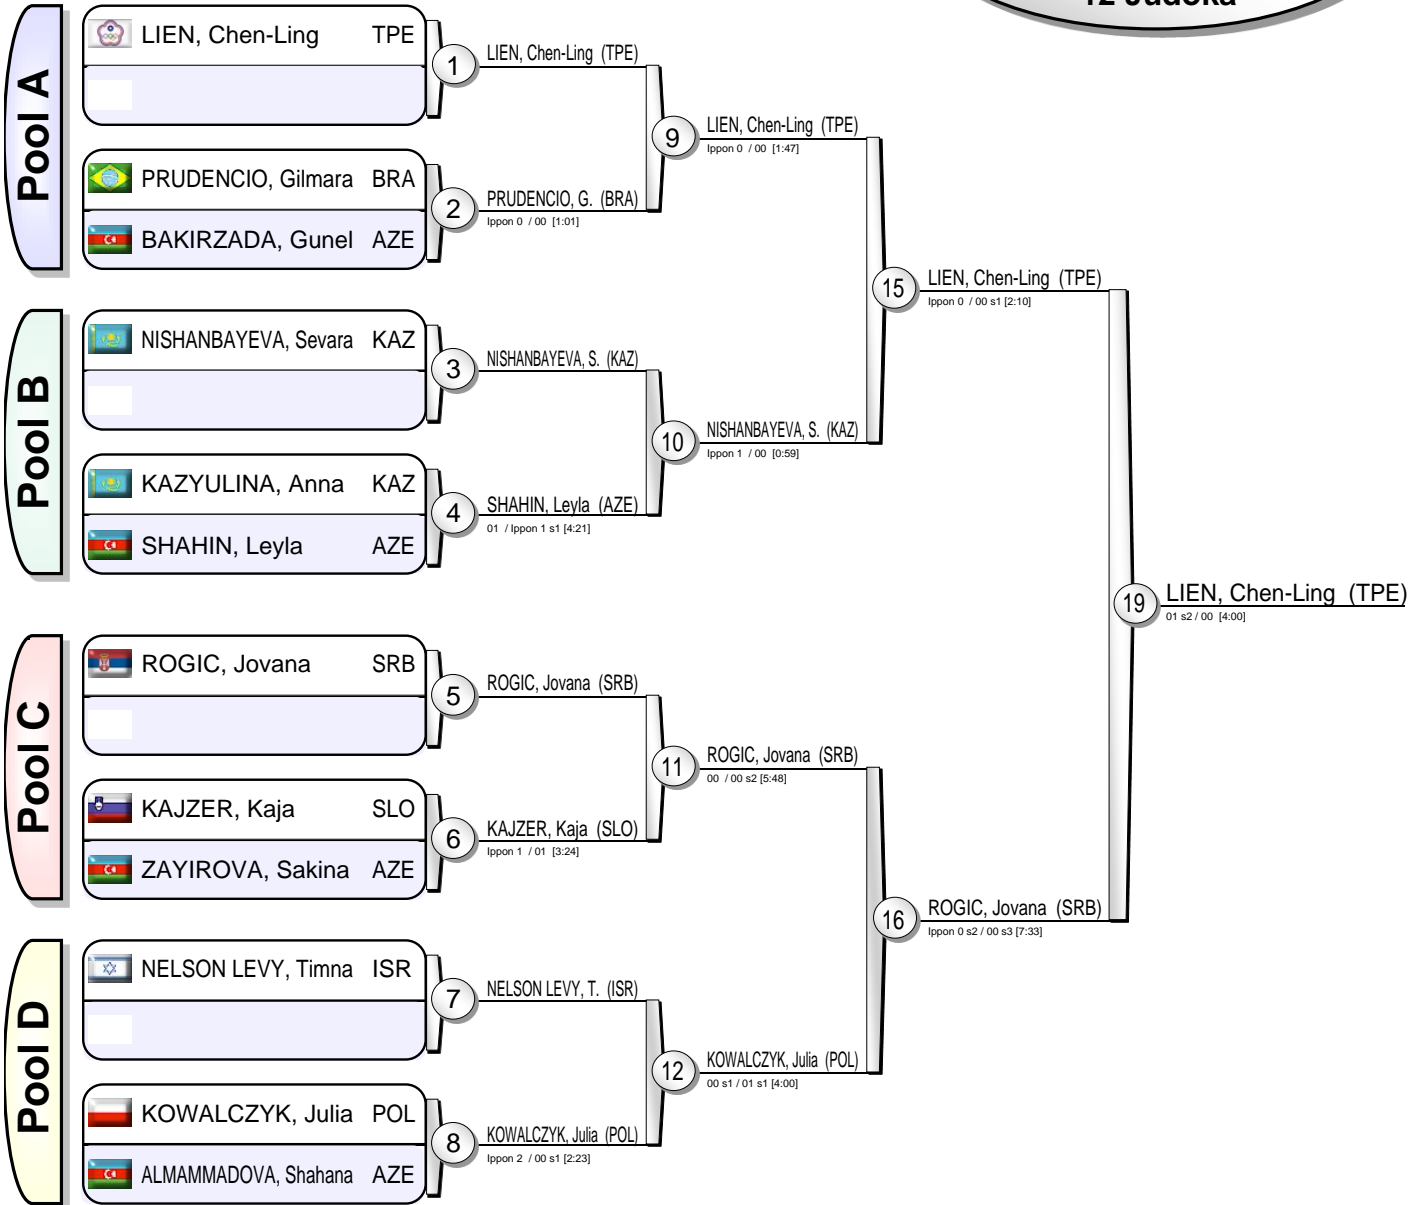 12 Judoka
Pool A
LIEN, Chen-Ling TPE
PRUDENCIO, Gilmara BRA
BAKIRZADA, Gunel AZE
1
LIEN, Chen-Ling (TPE)
2
PRUDENCIO, G. (BRA)
Ippon 0 / 00 [1:01]
9
LIEN, Chen-Ling (TPE)
Ippon 0 / 00 [1:47]
Pool B
NISHANBAYEVA, Sevara KAZ
KAZYULINA, Anna KAZ
SHAHIN, Leyla AZE
3
NISHANBAYEVA, S. (KAZ)
4
SHAHIN, Leyla (AZE)
01 / Ippon 1 s1 [4:21]
10
NISHANBAYEVA, S. (KAZ)
Ippon 1 / 00 [0:59]
15
LIEN, Chen-Ling (TPE)
Ippon 0 / 00 s1 [2:10]
Pool C
ROGIC, Jovana SRB
KAJZER, Kaja SLO
ZAYIROVA, Sakina AZE
5
ROGIC, Jovana (SRB)
6
KAJZER, Kaja (SLO)
Ippon 1 / 01 [3:24]
11
ROGIC, Jovana (SRB)
00 / 00 s2 [5:48]
Pool D
NELSON LEVY, Timna ISR
KOWALCZYK, Julia POL
ALMAMMADOVA, Shahana AZE
7
NELSON LEVY, T. (ISR)
8
KOWALCZYK, Julia (POL)
Ippon 2 / 00 s1 [2:23]
12
KOWALCZYK, Julia (POL)
00 s1 / 01 s1 [4:00]
16
ROGIC, Jovana (SRB)
Ippon 0 s2 / 00 s3 [7:33]
19
LIEN, Chen-Ling (TPE)
01 s2 / 00 [4:00]